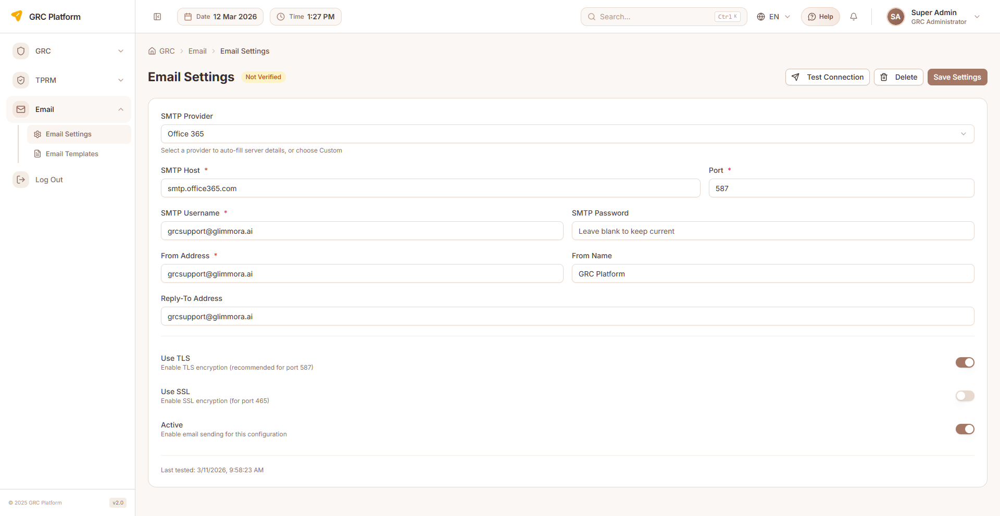 GRC Platform
Date 12 Mar 2026
Time 1:27 PM
Search...
Ctrl K
EN
Help
SA
Super Admin
GRC Administrator
GRC
TPRM
Email
Email Settings
Email Templates
Log Out
© 2025 GRC Platform
v2.0
GRC > Email > Email Settings
Email Settings
Not Verified
Test Connection
Delete
Save Settings
SMTP Provider
Office 365
Select a provider to auto-fill server details, or choose Custom
SMTP Host *
Port *
smtp.office365.com
587
SMTP Username *
SMTP Password
grcsupport@glimmora.ai
Leave blank to keep current
From Address *
From Name
grcsupport@glimmora.ai
GRC Platform
Reply-To Address
grcsupport@glimmora.ai
Use TLS
Enable TLS encryption (recommended for port 587)
Use SSL
Enable SSL encryption (for port 465)
Active
Enable email sending for this configuration
Last tested: 3/11/2026, 9:58:23 AM